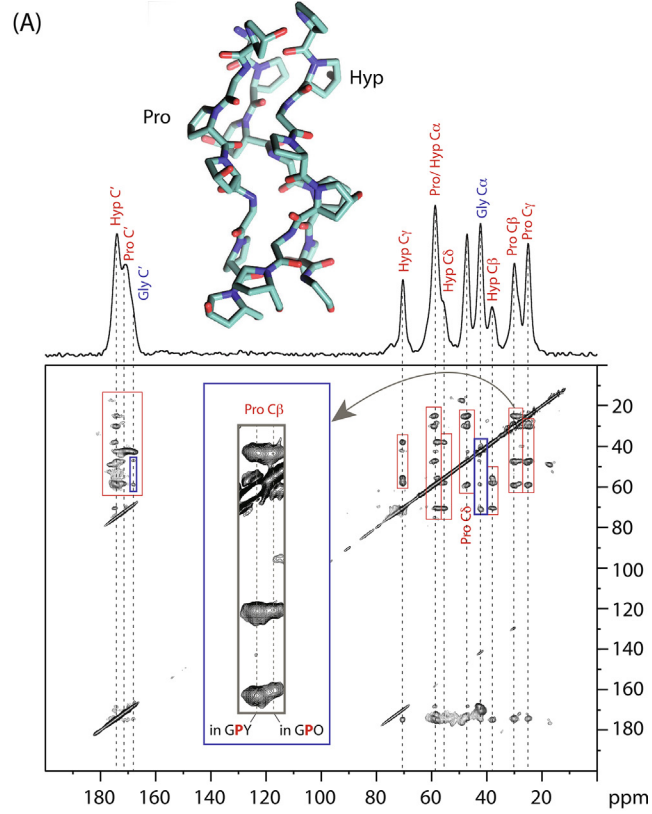 (A)
Pro
Hyp
Hyp C′
Pro C′
Gly C′
Hyp Cγ
Pro/ Hyp Cα
Hyp Cδ
Gly Cα
Hyp Cβ
Pro Cβ
Pro Cγ
Pro Cβ
in GPY
in GPO
Pro Cδ
20
40
60
80
100
120
140
160
180
180 160 140 120 100 80 60 40 20 ppm